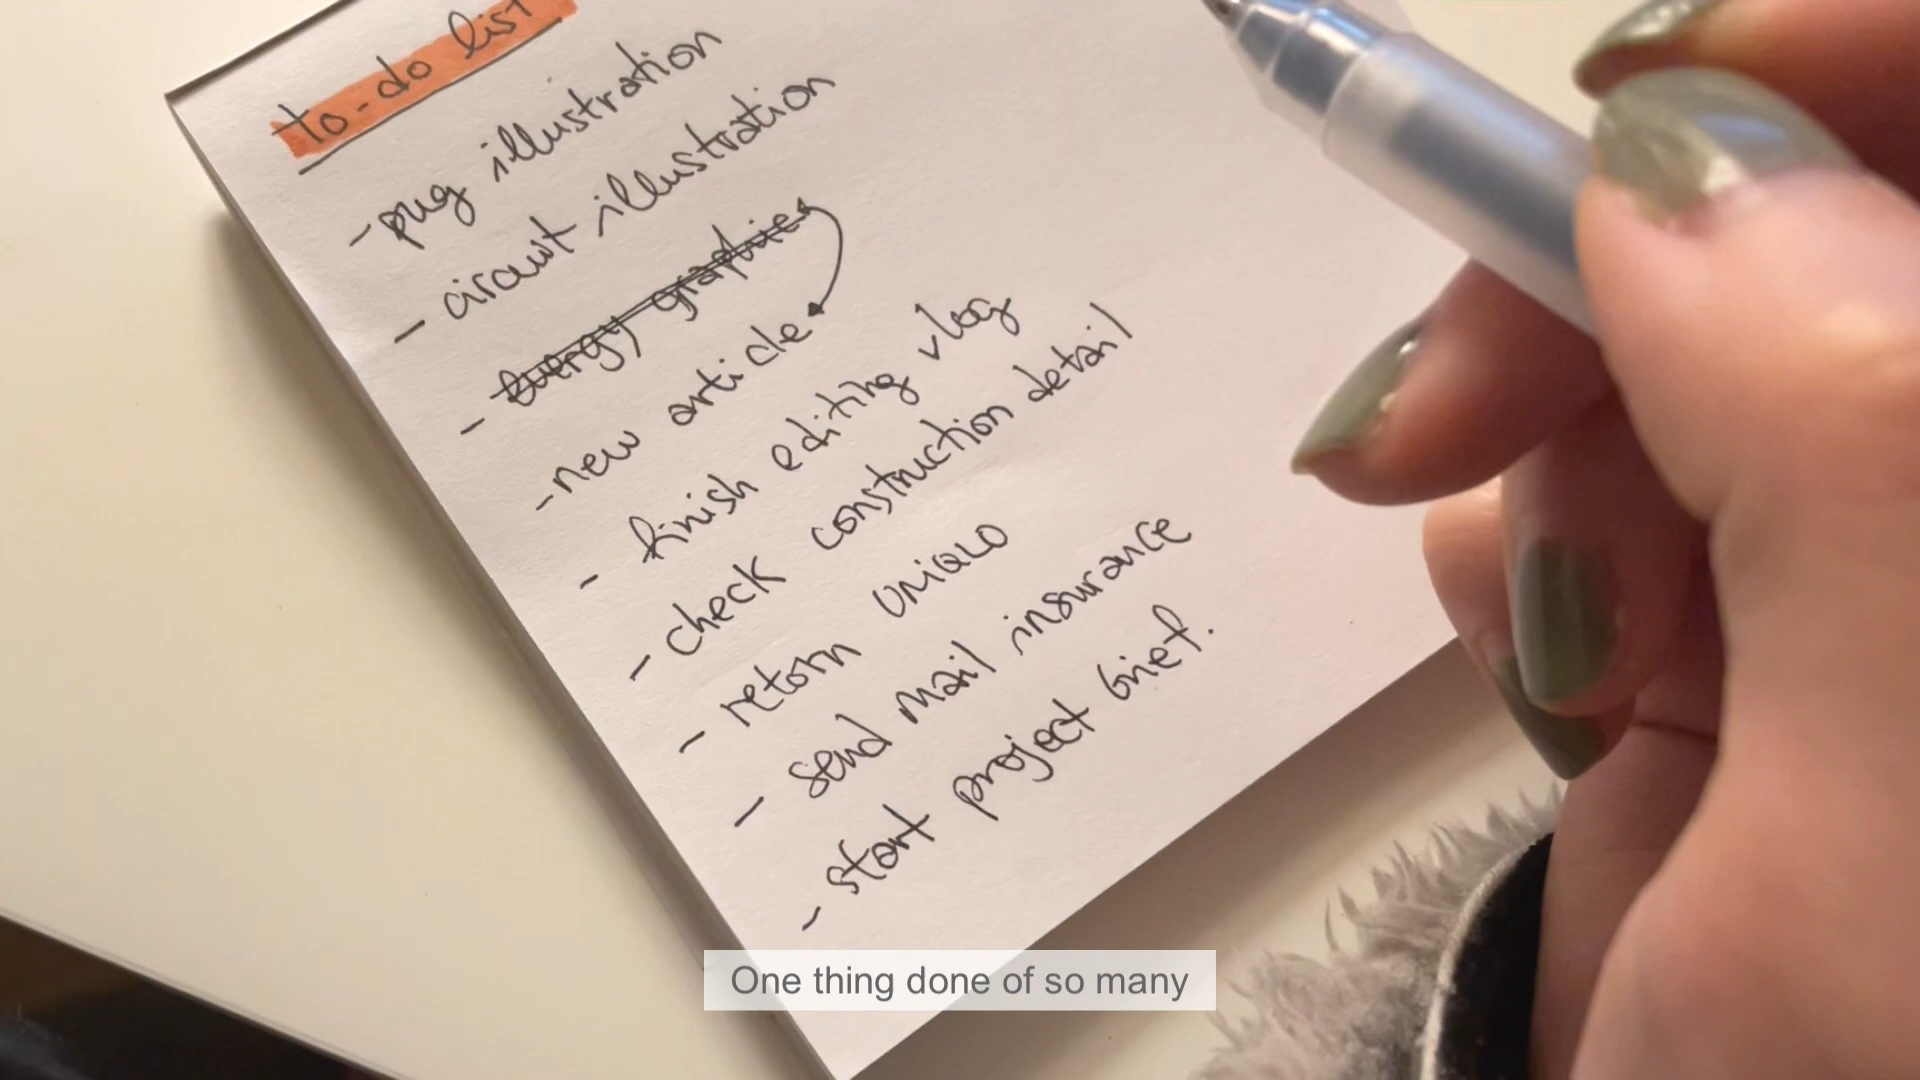 to-do list
- pug illustration
- circuit illustration
- energy graphics
- new article
- finish editing vlog
- check construction detail
- return UNIQLO
- send mail insurance
- start project brief.
One thing done of so many